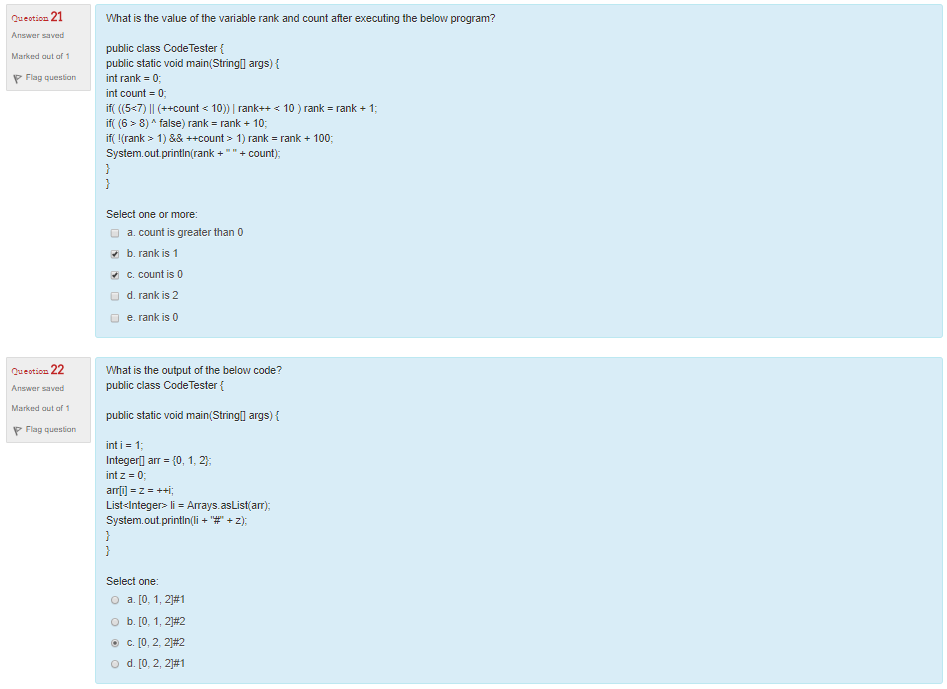 Question 21
Answer saved
Marked out of 1
Flag question
What is the value of the variable rank and count after executing the below program?
public class CodeTester {
public static void main(String[] args) {
int rank = 0;
int count = 0;
if( ((5<7) || (++count < 10)) | rank++ < 10 ) rank = rank + 1;
if( (6 > 8) ^ false) rank = rank + 10;
if( !(rank > 1) && ++count > 1) rank = rank + 100;
System.out.println(rank + " " + count);
}
}
Select one or more:
a. count is greater than 0
b. rank is 1
c. count is 0
d. rank is 2
e. rank is 0
Question 22
Answer saved
Marked out of 1
Flag question
What is the output of the below code?
public class CodeTester {
public static void main(String[] args) {
int i = 1;
Integer[] arr = {0, 1, 2};
int z = 0;
arr[i] = z = ++i;
List<Integer> li = Arrays.asList(arr);
System.out.println(li + "#" + z);
}
}
Select one:
a. [0, 1, 2]#1
b. [0, 1, 2]#2
c. [0, 2, 2]#2
d. [0, 2, 2]#1